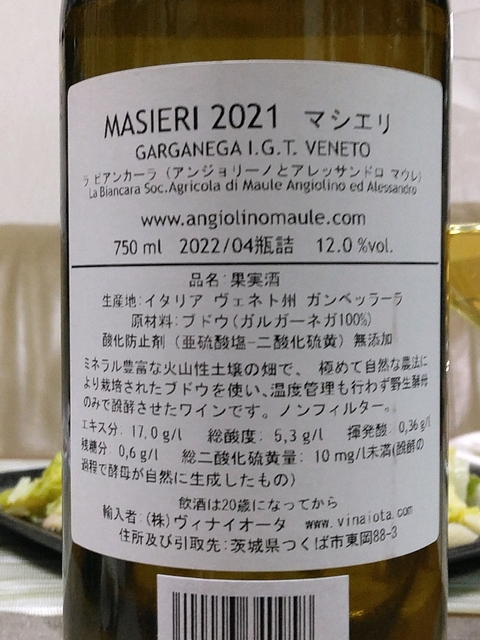 MASIERI 2021 マシエリ
GARGANEGA I.G.T. VENETO
ラ ビアンカーラ (アンジョリーノとアレッサンドロ マウレ)
La Biancara Soc.Agricola di Maule Angiolino ed Alessandro
www.angiolinomaule.com
750 ml 2022/04瓶詰 12.0 %vol.
品名: 果実酒
生産地:イタリア ヴェネト州 ガンベッラーラ
原材料:ブドウ(ガルガーネガ100%)
酸化防止剤 (亜硫酸塩-二酸化硫黄) 無添加
ミネラル豊富な火山性土壌の畑で、 極めて自然な農法に
より栽培されたブドウを使い、温度管理も行わず野生酵母
のみで醗酵させたワインです。ノンフィルター。
エキス分: 17,0 g/l 総酸度: 5,3 g/l 揮発酸: 0,36 g/l
残糖分: 0,6 g/l 総二酸化硫黄量: 10 mg/l未満(醗酵の
過程で酵母が自然に生成したもの)
飲酒は20歳になってから
輸入者:(株)ヴィナイオータ www.vinaiota.com
住所及び引取先:茨城県つくば市東岡88-3